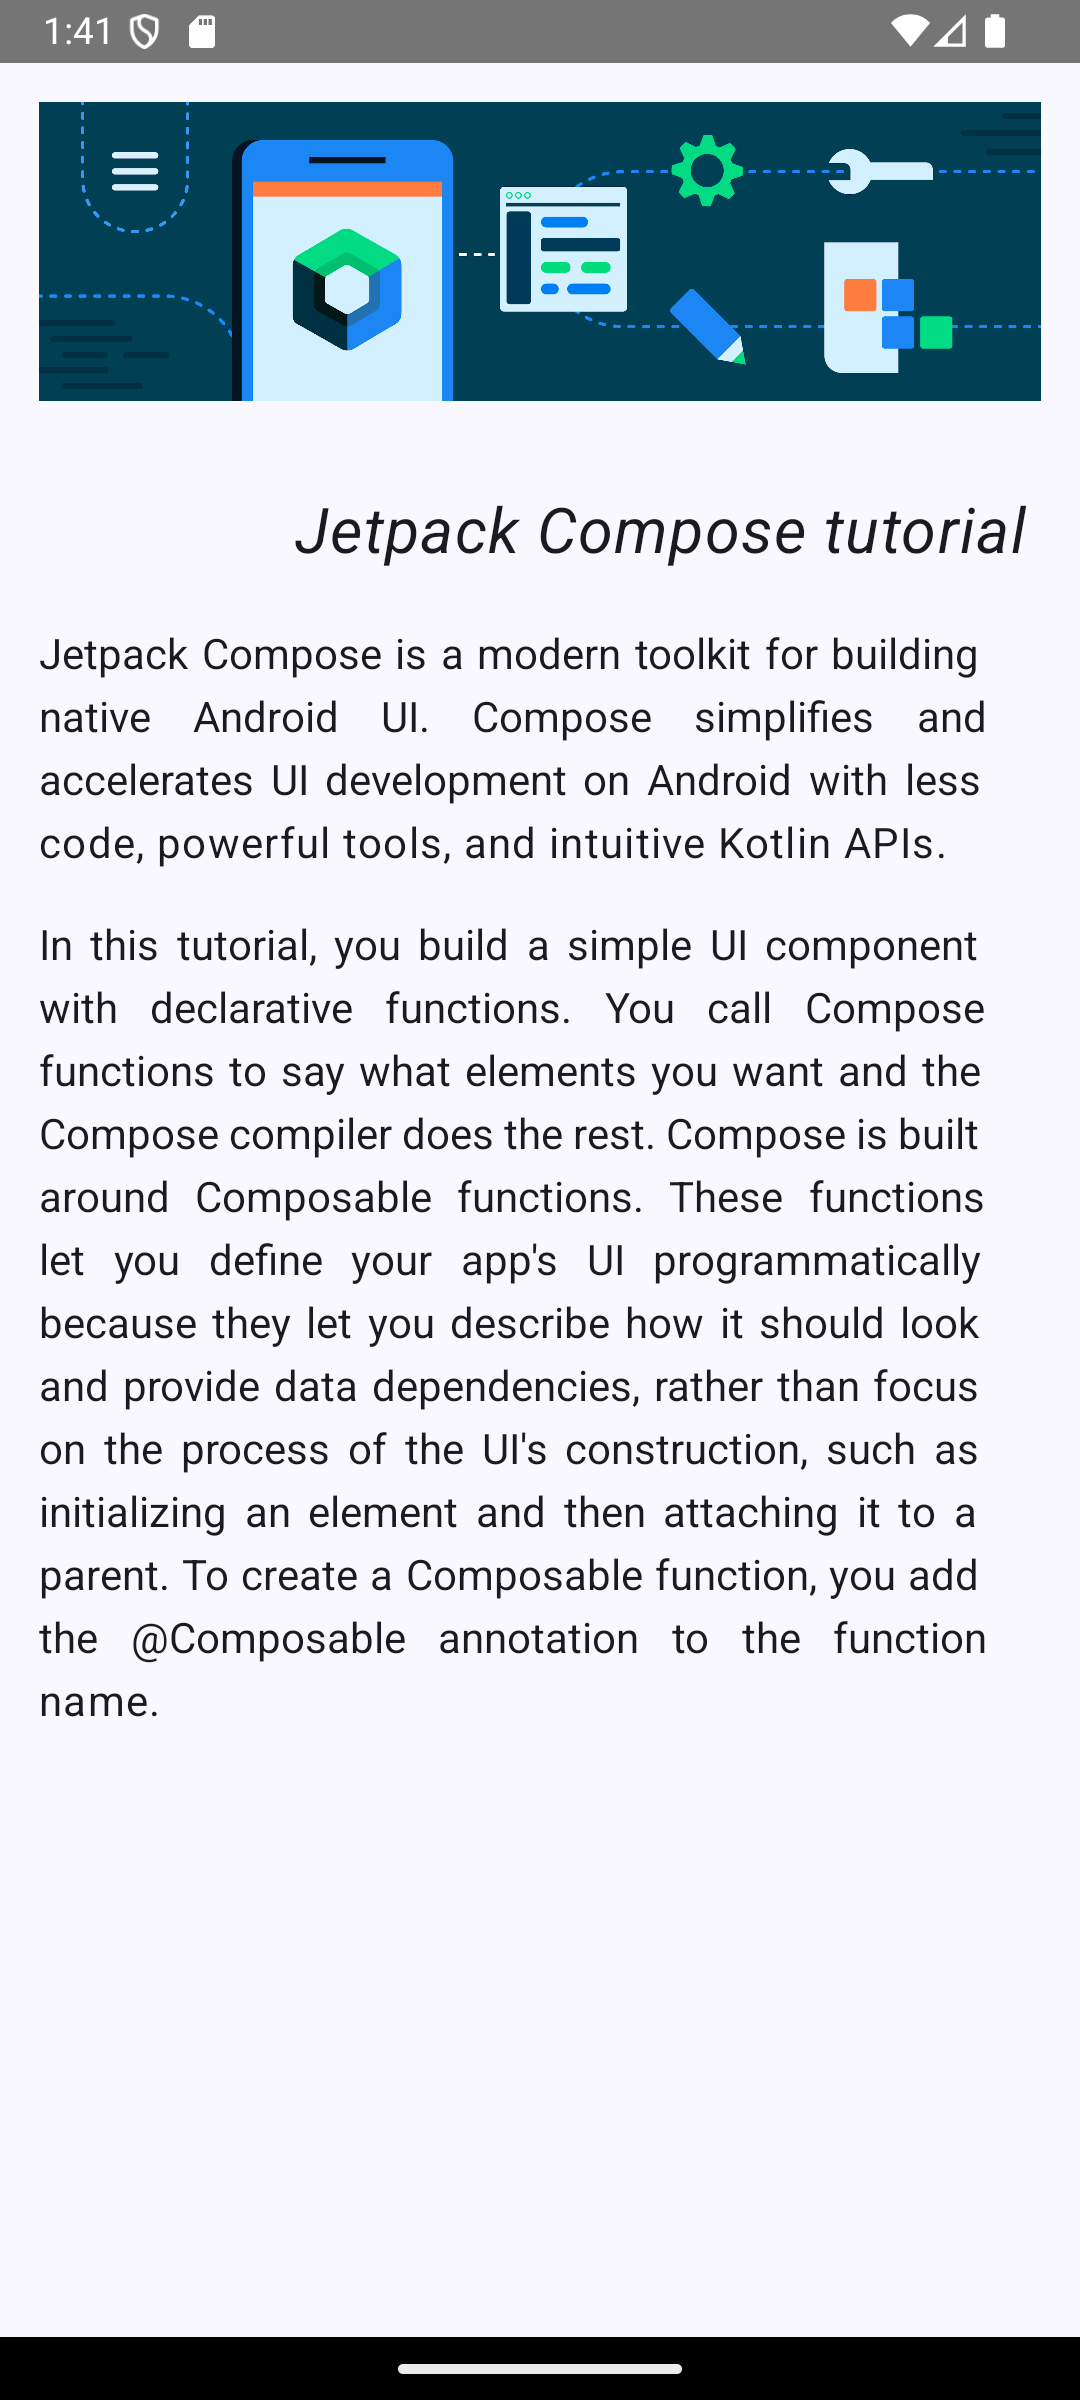 1:41
Jetpack Compose tutorial
Jetpack Compose is a modern toolkit for building
native Android UI. Compose simplifies and
accelerates UI development on Android with less
code, powerful tools, and intuitive Kotlin APIs.
In this tutorial, you build a simple UI component
with declarative functions. You call Compose
functions to say what elements you want and the
Compose compiler does the rest. Compose is built
around Composable functions. These functions
let you define your app's UI programmatically
because they let you describe how it should look
and provide data dependencies, rather than focus
on the process of the UI's construction, such as
initializing an element and then attaching it to a
parent. To create a Composable function, you add
the @Composable annotation to the function
name.